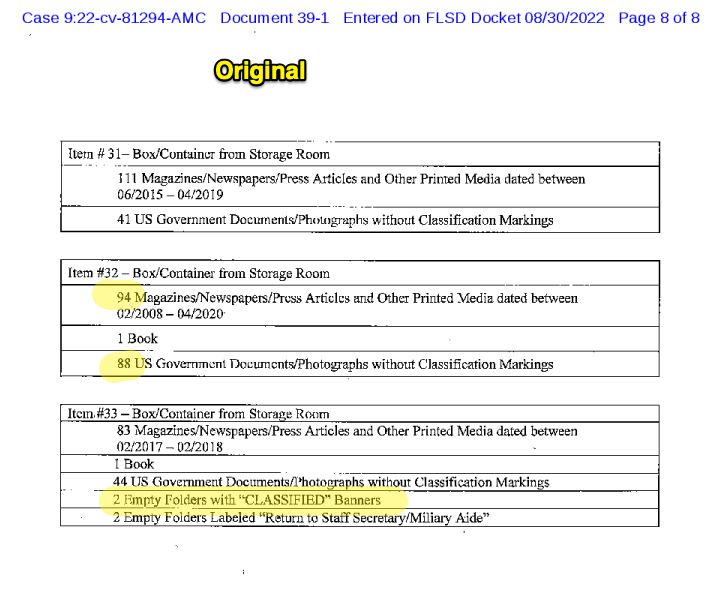 Case 9:22-cv-81294-AMC Document 39-1 Entered on FLSD Docket 08/30/2022 Page 8 of 8
Original
Item # 31– Box/Container from Storage Room
111 Magazines/Newspapers/Press Articles and Other Printed Media dated between
06/2015 – 04/2019
41 US Government Documents/Photographs without Classification Markings
Item #32 – Box/Container from Storage Room
94 Magazines/Newspapers/Press Articles and Other Printed Media dated between
02/2008 – 04/2020
1 Book
88 US Government Documents/Photographs without Classification Markings
Item #33 – Box/Container from Storage Room
83 Magazines/Newspapers/Press Articles and Other Printed Media dated between
02/2017 – 02/2018
1 Book
44 US Government Documents/Photographs without Classification Markings
2 Empty Folders with “CLASSIFIED” Banners
2 Empty Folders Labeled “Return to Staff Secretary/Miliary Aide”